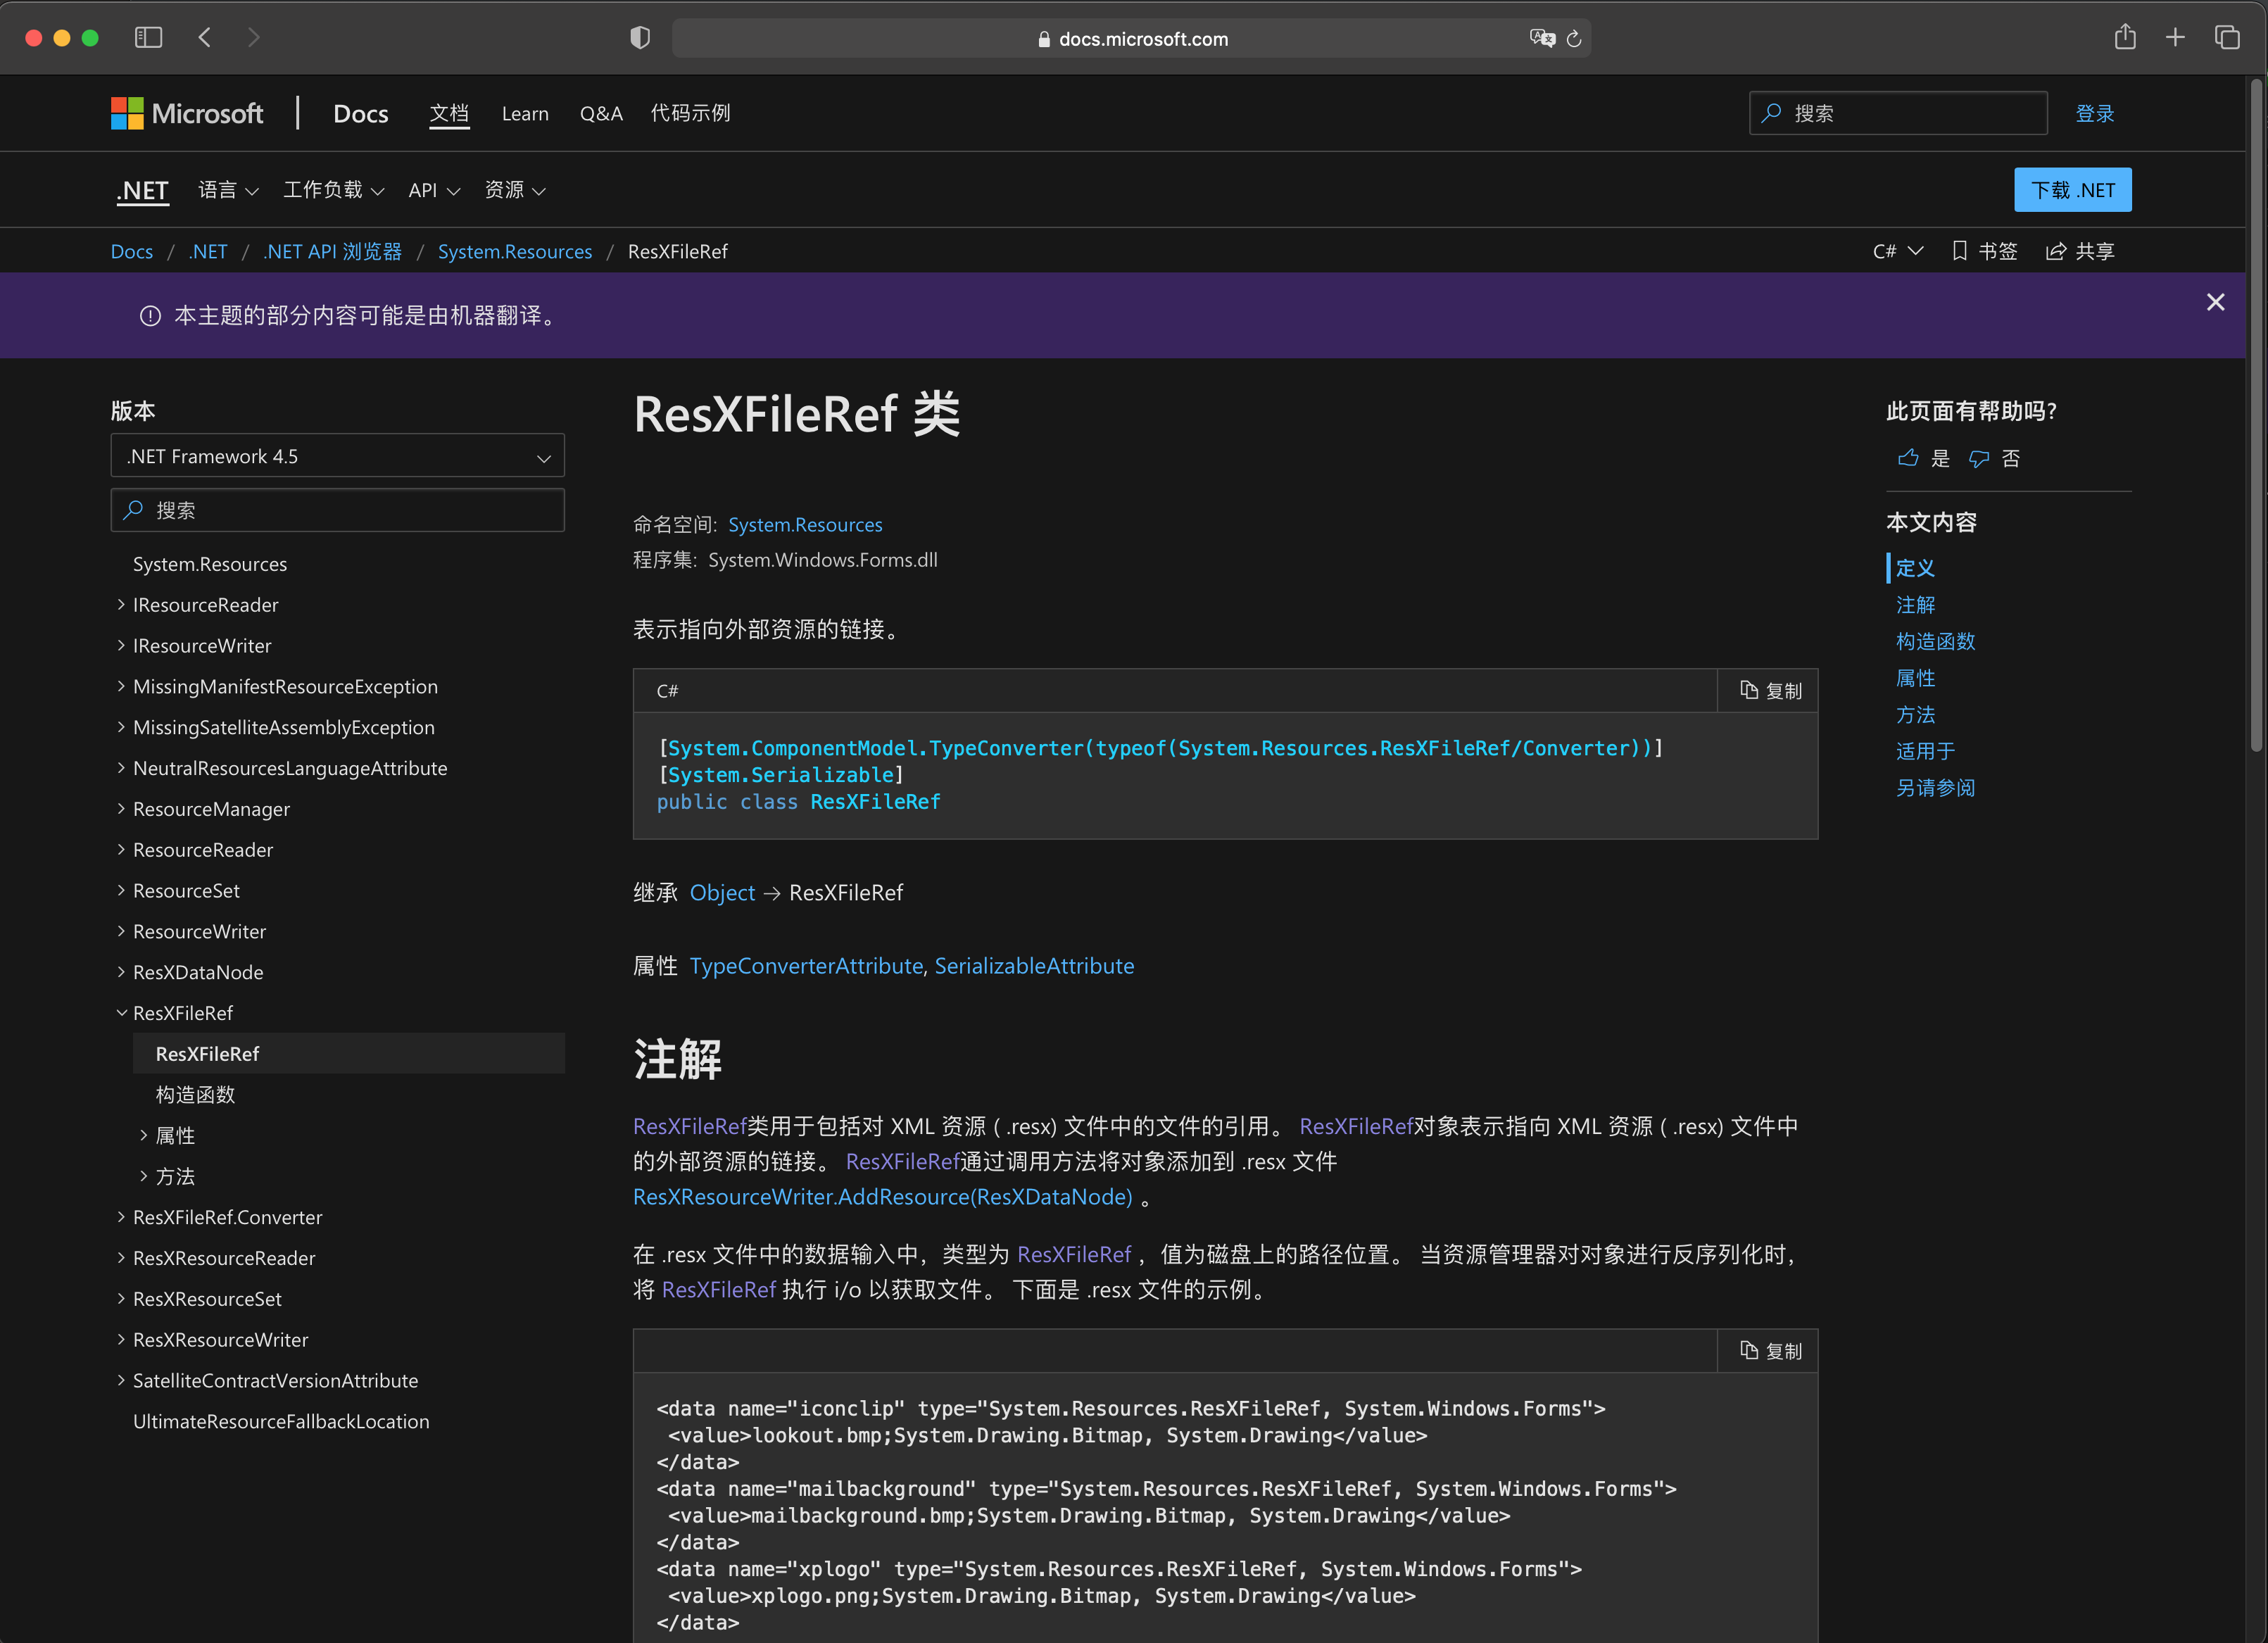 docs.microsoft.com
Microsoft
Docs 文档 Learn Q&A 代码示例
搜索
登录
.NET 语言 工作负载 API 资源
下载 .NET
Docs / .NET / .NET API 浏览器 / System.Resources / ResXFileRef
C# 书签 共享
本主题的部分内容可能是由机器翻译。
版本
.NET Framework 4.5
搜索
System.Resources
IResourceReader
IResourceWriter
MissingManifestResourceException
MissingSatelliteAssemblyException
NeutralResourcesLanguageAttribute
ResourceManager
ResourceReader
ResourceSet
ResourceWriter
ResXDataNode
ResXFileRef
ResXFileRef
构造函数
属性
方法
ResXFileRef.Converter
ResXResourceReader
ResXResourceSet
ResXResourceWriter
SatelliteContractVersionAttribute
UltimateResourceFallbackLocation
ResXFileRef 类
命名空间: System.Resources
程序集: System.Windows.Forms.dll
表示指向外部资源的链接。
C#
复制
[System.ComponentModel.TypeConverter(typeof(System.Resources.ResXFileRef/Converter))]
[System.Serializable]
public class ResXFileRef
继承 Object → ResXFileRef
属性 TypeConverterAttribute, SerializableAttribute
注解
ResXFileRef类用于包括对 XML 资源 ( .resx) 文件中的文件的引用。 ResXFileRef对象表示指向 XML 资源 ( .resx) 文件中
的外部资源的链接。 ResXFileRef通过调用方法将对象添加到 .resx 文件
ResXResourceWriter.AddResource(ResXDataNode) 。
在 .resx 文件中的数据输入中，类型为 ResXFileRef ，值为磁盘上的路径位置。 当资源管理器对对象进行反序列化时，
将 ResXFileRef 执行 i/o 以获取文件。 下面是 .resx 文件的示例。
复制
<data name="iconclip" type="System.Resources.ResXFileRef, System.Windows.Forms">
<value>lookout.bmp;System.Drawing.Bitmap, System.Drawing</value>
</data>
<data name="mailbackground" type="System.Resources.ResXFileRef, System.Windows.Forms">
<value>mailbackground.bmp;System.Drawing.Bitmap, System.Drawing</value>
</data>
<data name="xplogo" type="System.Resources.ResXFileRef, System.Windows.Forms">
<value>xplogo.png;System.Drawing.Bitmap, System.Drawing</value>
</data>
此页面有帮助吗?
是 否
本文内容
定义
注解
构造函数
属性
方法
适用于
另请参阅